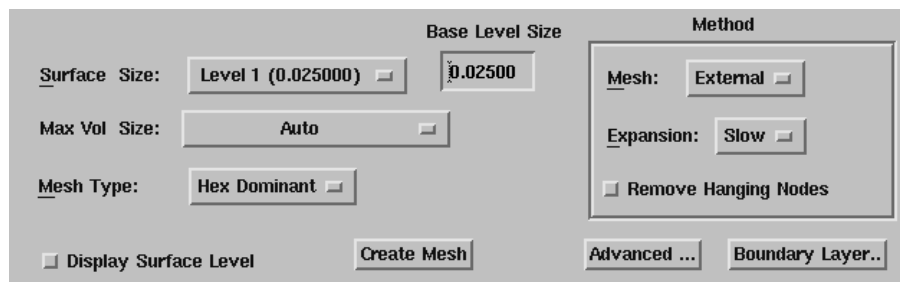 Base Level Size
Method
Surface Size: Level 1 (0.025000) 0.02500
Mesh: External
Max Vol Size: Auto
Expansion: Slow
Mesh Type: Hex Dominant
Remove Hanging Nodes
Display Surface Level Create Mesh Advanced ... Boundary Layer..